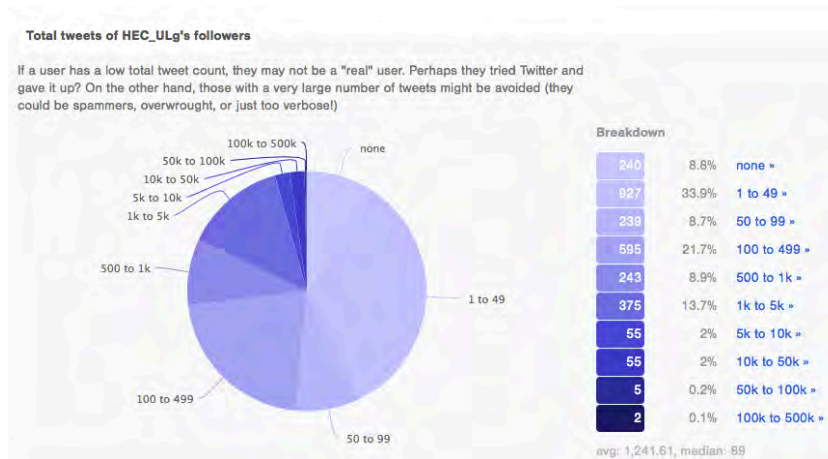 Total tweets of HEC_ULg's followers
If a user has a low total tweet count, they may not be a "real" user. Perhaps they tried Twitter and
gave it up? On the other hand, those with a very large number of tweets might be avoided (they
could be spammers, overwrought, or just too verbose!)
100k to 500k
50k to 100k
10k to 50k
5k to 10k
1k to 5k
500 to 1k
100 to 499
none
1 to 49
50 to 99
Breakdown
240 8.8% none »
927 33.9% 1 to 49 »
239 8.7% 50 to 99 »
595 21.7% 100 to 499 »
243 8.9% 500 to 1k »
375 13.7% 1k to 5k »
55 2% 5k to 10k »
55 2% 10k to 50k »
5 0.2% 50k to 100k »
2 0.1% 100k to 500k »
avg: 1,241.61, median: 89